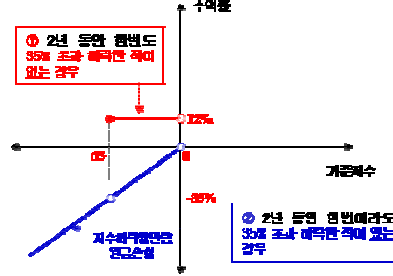 수익률
① 2년 동안 한번도
35% 초과 하락한 적이
없는 경우
12%
0
-35%
기준지수
② 2년 동안 한번이라도
35% 초과 하락한 적이 있는
경우
지수하락률만큼
원금손실